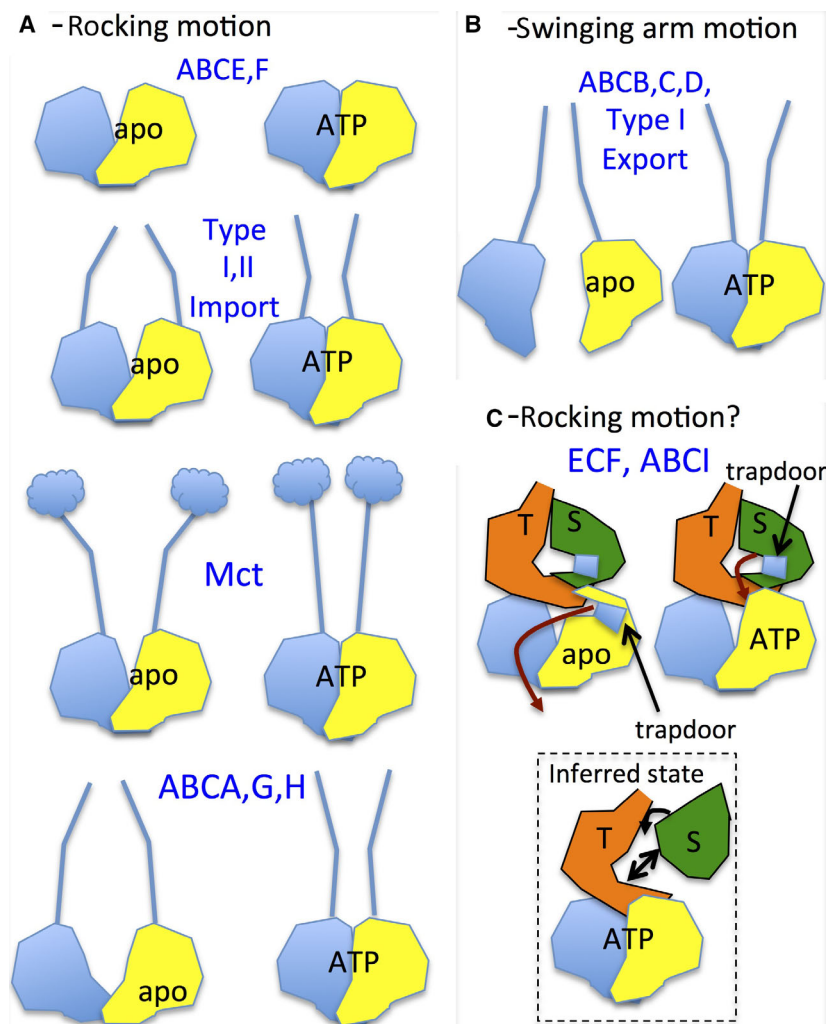 A -Rocking motion
ABCE,F
apo
ATP
Type
I,II
Import
apo
ATP
Mct
apo
ATP
ABCA,G,H
apo
ATP
B -Swinging arm motion
ABCB,C,D,
Type I
Export
apo
ATP
C -Rocking motion?
ECF, ABCI
trapdoor
T
S
T
S
apo
ATP
trapdoor
Inferred state
T
S
ATP